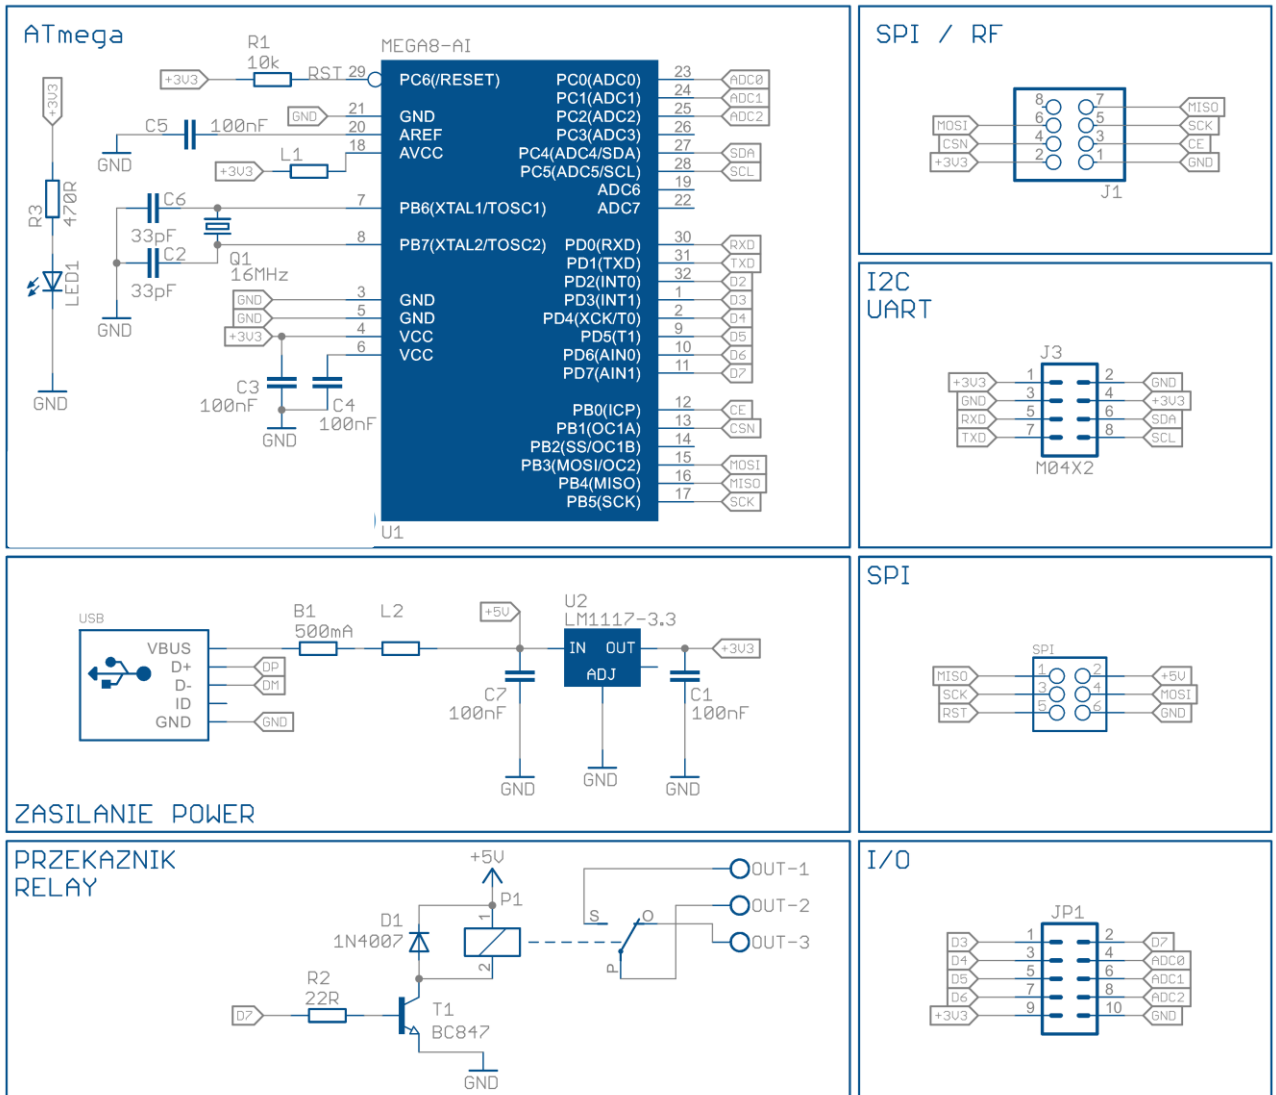 ATmega
+3V3
R3
470R
LED1
GND
R1
10k
+3V3
RST
29
GND
21
C5
100nF
20
GND
L1
+3V3
18
C6
33pF
7
C2
33pF
8
GND
Q1
16MHz
GND
3
GND
5
+3V3
4
6
C3
100nF
C4
100nF
GND
MEGA8-AI
PC6(/RESET)
GND
AREF
AVCC
PB6(XTAL1/TOSC1)
PB7(XTAL2/TOSC2)
GND
GND
VCC
VCC
PC0(ADC0) 23 ADC0
PC1(ADC1) 24 ADC1
PC2(ADC2) 25 ADC2
PC3(ADC3) 26
PC4(ADC4/SDA) 27 SDA
PC5(ADC5/SCL) 28 SCL
ADC6 19
ADC7 22
PD0(RXD) 30 RXD
PD1(TXD) 31 TXD
PD2(INT0) 32 D2
PD3(INT1) 1 D3
PD4(XCK/T0) 2 D4
PD5(T1) 9 D5
PD6(AIN0) 10 D6
PD7(AIN1) 11 D7
PB0(ICP) 12 CE
PB1(OC1A) 13 CSN
PB2(SS/OC1B) 14
PB3(MOSI/OC2) 15 MOSI
PB4(MISO) 16 MISO
PB5(SCK) 17 SCK
U1
SPI / RF
8 7 MISO
MOSI 6 5 SCK
CSN 4 3 CE
+3V3 2 1 GND
J1
I2C
UART
J3
+3V3 1 2 GND
GND 3 4 +3V3
RXD 5 6 SDA
TXD 7 8 SCL
M04X2
USB
VBUS
D+ DP
D- DM
ID
GND GND
B1
500mA
L2
+5V
C7
100nF
GND
U2
LM1117-3.3
IN OUT
ADJ
GND
+3V3
C1
100nF
GND
ZASILANIE POWER
SPI
SPI
MISO 1 2 +5V
SCK 3 4 MOSI
RST 5 6 GND
PRZEKAZNIK
RELAY
+5V
P1
1
2
D1
1N4007
R2
22R
D7
T1
BC847
GND
S O
P
OUT-1
OUT-2
OUT-3
I/O
JP1
D3 1 2 D7
D4 3 4 ADC0
D5 5 6 ADC1
D6 7 8 ADC2
+3V3 9 10 GND